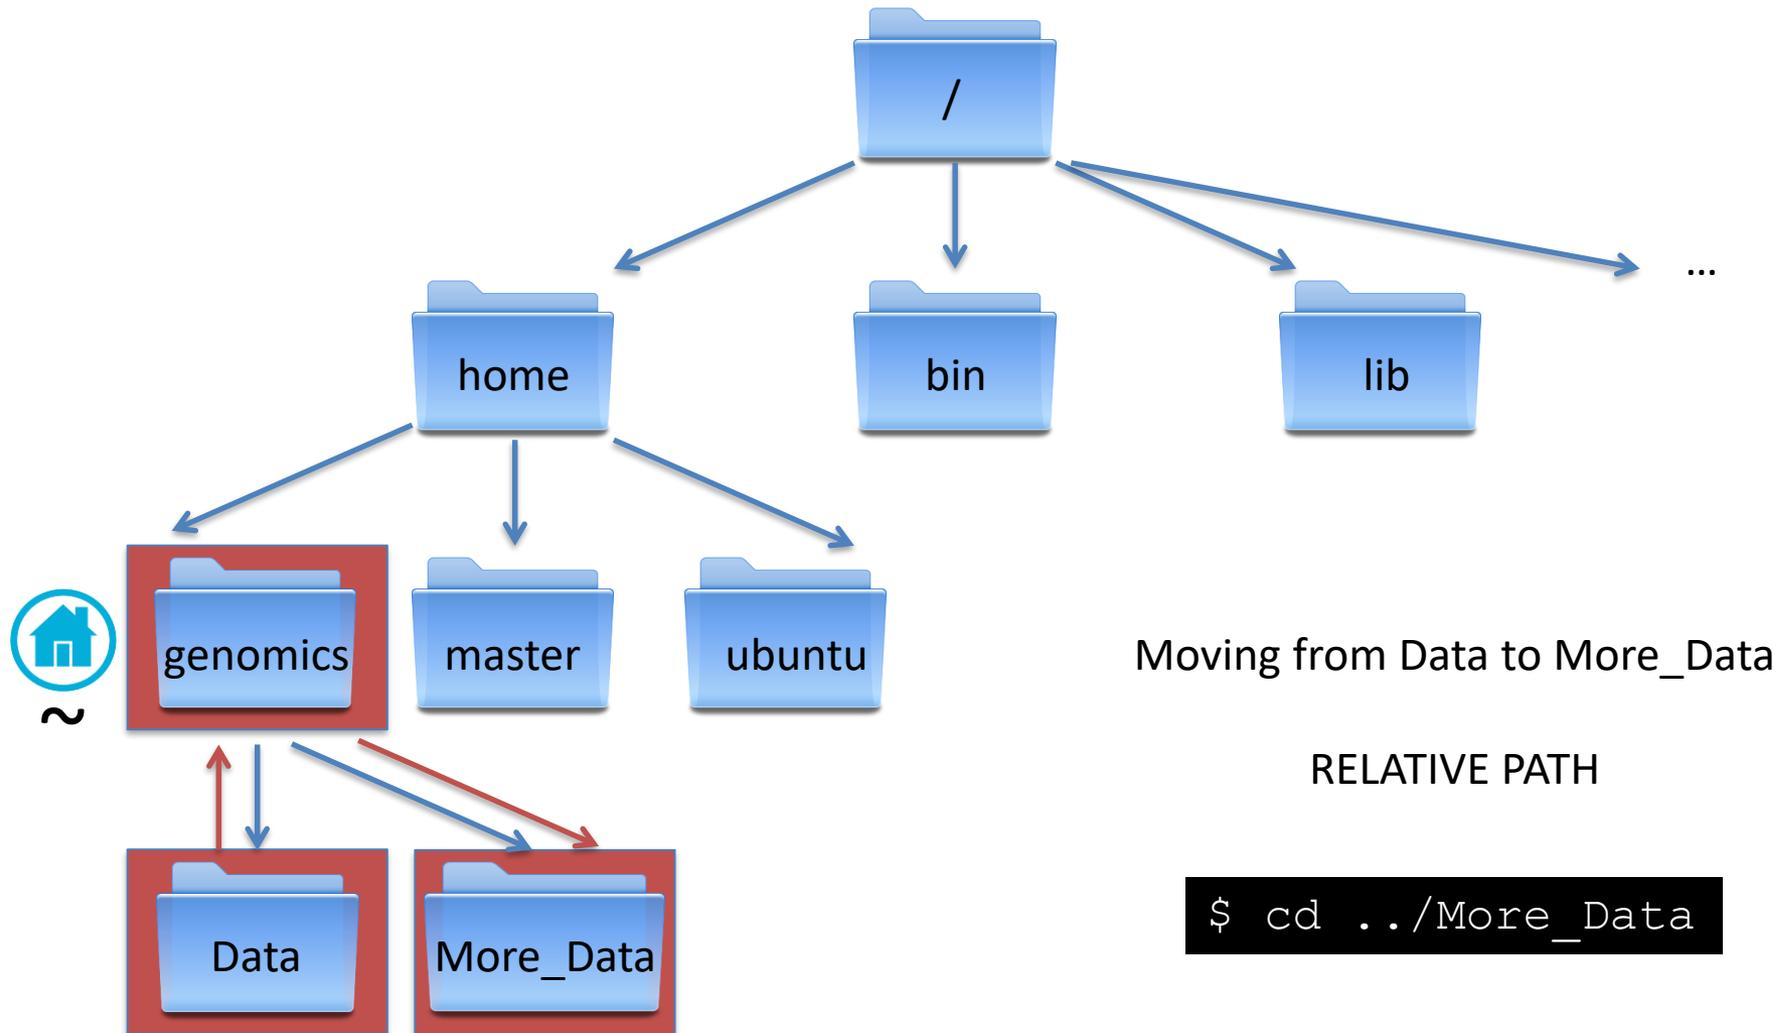 /
...
home
bin
lib
genomics
master
ubuntu
~
Moving from Data to More_Data
RELATIVE PATH
$ cd ../More_Data
Data
More_Data